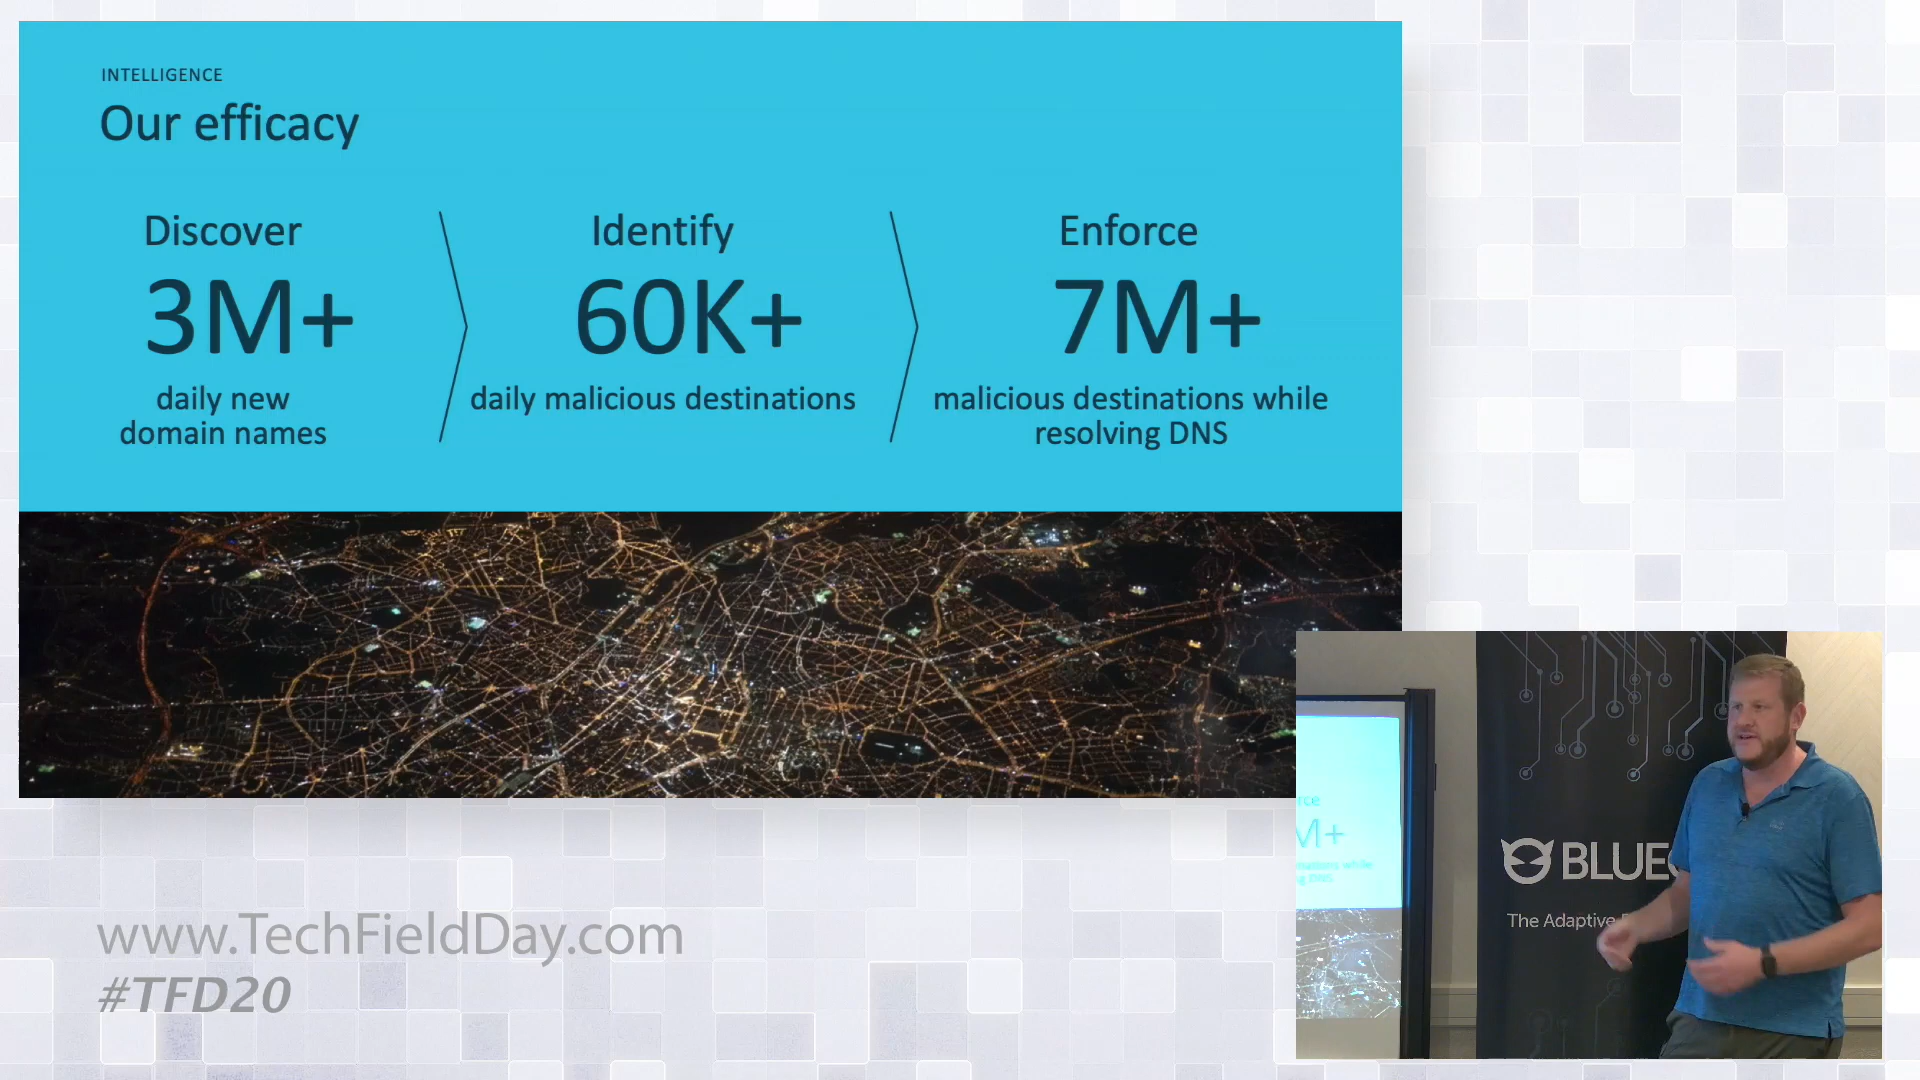 INTELLIGENCE
Our efficacy
Discover
3M+
daily new
domain names
Identify
60K+
daily malicious destinations
Enforce
7M+
malicious destinations while
resolving DNS
www.TechFieldDay.com
#TFD20
M+
BLUE
The Adaptive